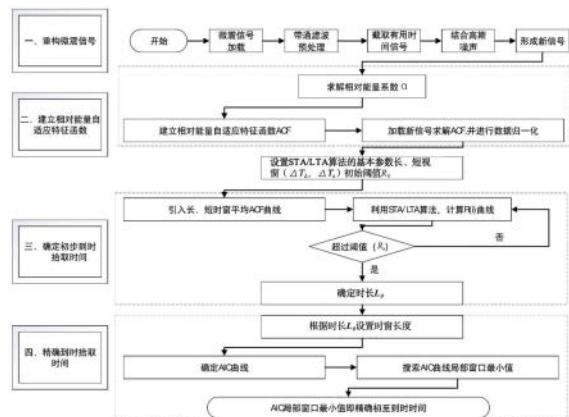 一、重构微震信号
开始
微震信号
加载
带通滤波
预处理
截取有用时
间信号
结合高斯
噪声
形成新信号
求解相对能量系数α
二、建立相对能量自
适应特征函数
建立相对能量自适应特征函数ACF
加载新信号求解ACF,并进行数据归一化
设置STA/LTA算法的基本参数长、短视
窗(ΔT
初始阈值R
引入长、短时窗平均ACF曲线
利用STA/LTA算法,计算R(i)曲线
三、确定初步到时
拾取时间
超过阈值
否
是
确定时长L
根据时长L
设置时窗长度
四、精确到时拾取
时间
确定AIC曲线
搜索AIC曲线局部窗口最小值
AIC局部窗口最小值即精确相至到时时间